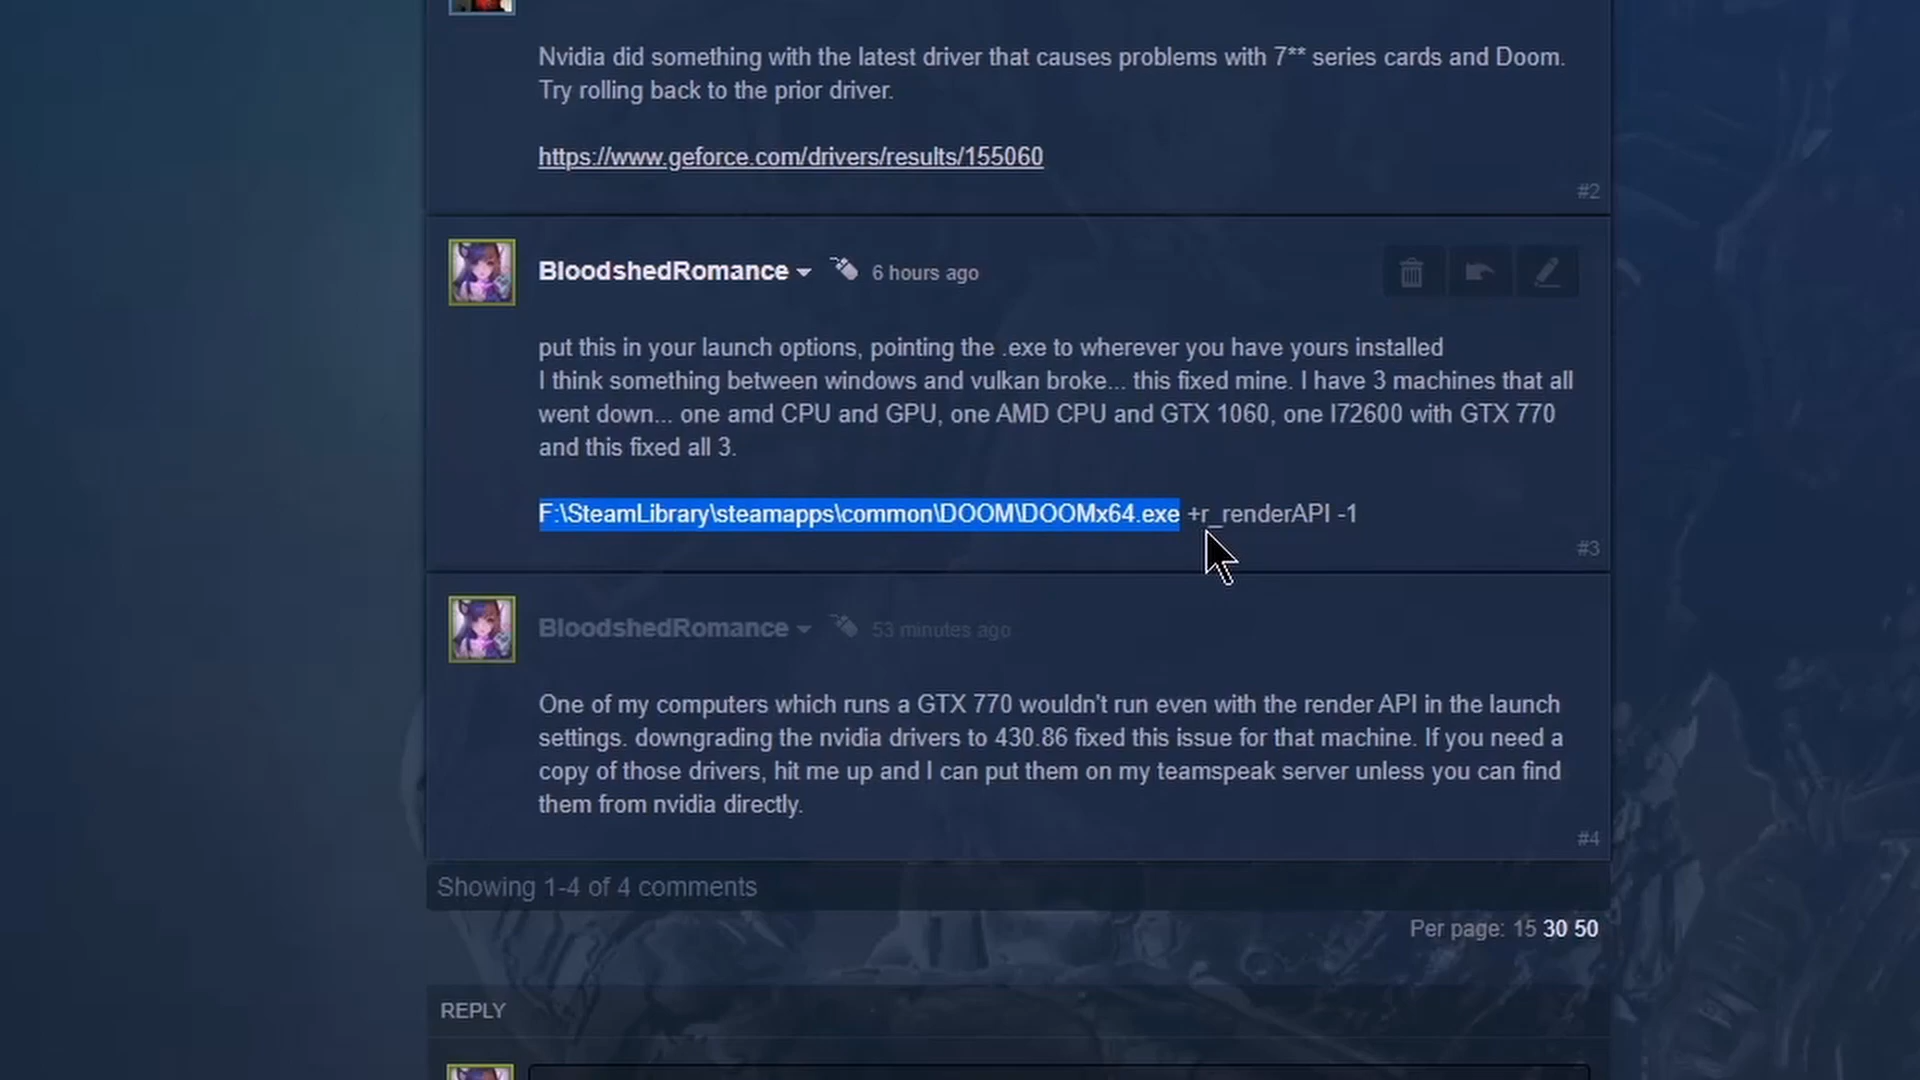 Nvidia did something with the latest driver that causes problems with 7** series cards and Doom.
Try rolling back to the prior driver.
https://www.geforce.com/drivers/results/155060
#2
BloodshedRomance 6 hours ago
put this in your launch options, pointing the .exe to wherever you have yours installed
I think something between windows and vulkan broke... this fixed mine. I have 3 machines that all
went down... one amd CPU and GPU, one AMD CPU and GTX 1060, one I72600 with GTX 770
and this fixed all 3.
F:\SteamLibrary\steamapps\common\DOOM\DOOMx64.exe +r_renderAPI -1
#3
BloodshedRomance 53 minutes ago
One of my computers which runs a GTX 770 wouldn't run even with the render API in the launch
settings. downgrading the nvidia drivers to 430.86 fixed this issue for that machine. If you need a
copy of those drivers, hit me up and I can put them on my teamspeak server unless you can find
them from nvidia directly.
#4
Showing 1-4 of 4 comments
Per page: 15 30 50
REPLY